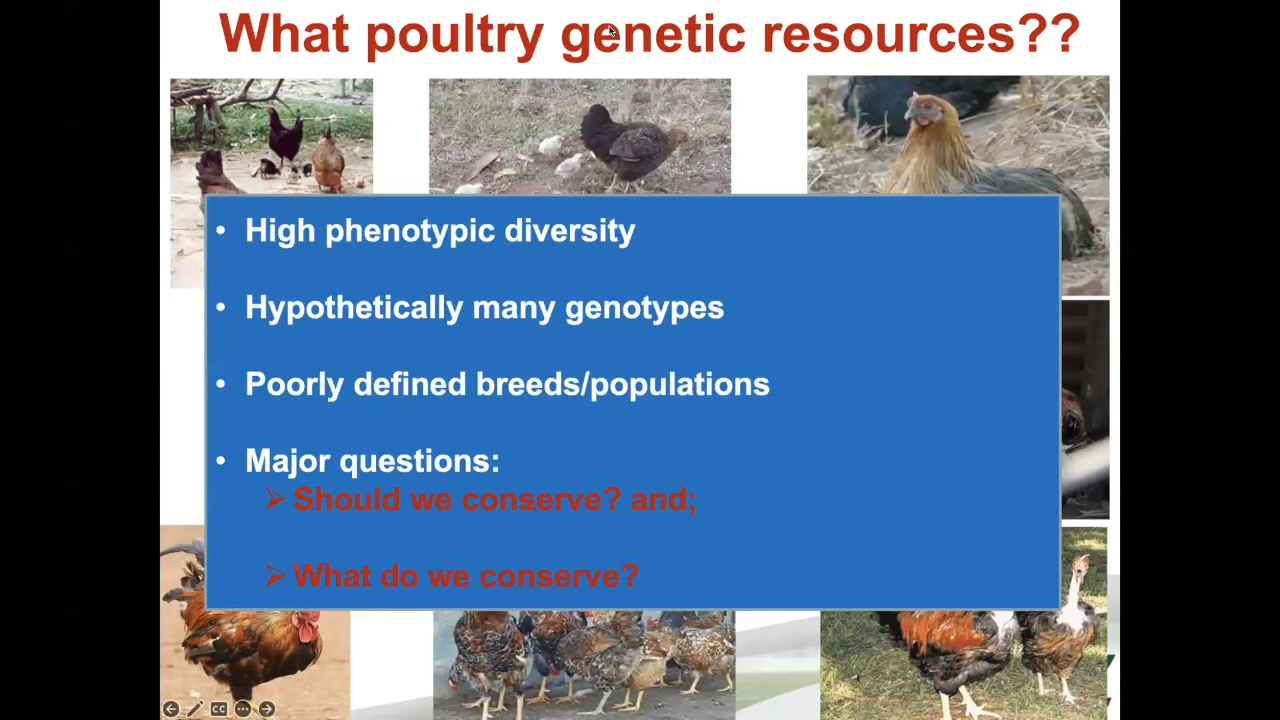 What poultry genetic resources??
• High phenotypic diversity
• Hypothetically many genotypes
• Poorly defined breeds/populations
• Major questions:
➢ Should we conserve? and;
➢ What do we conserve?
CC